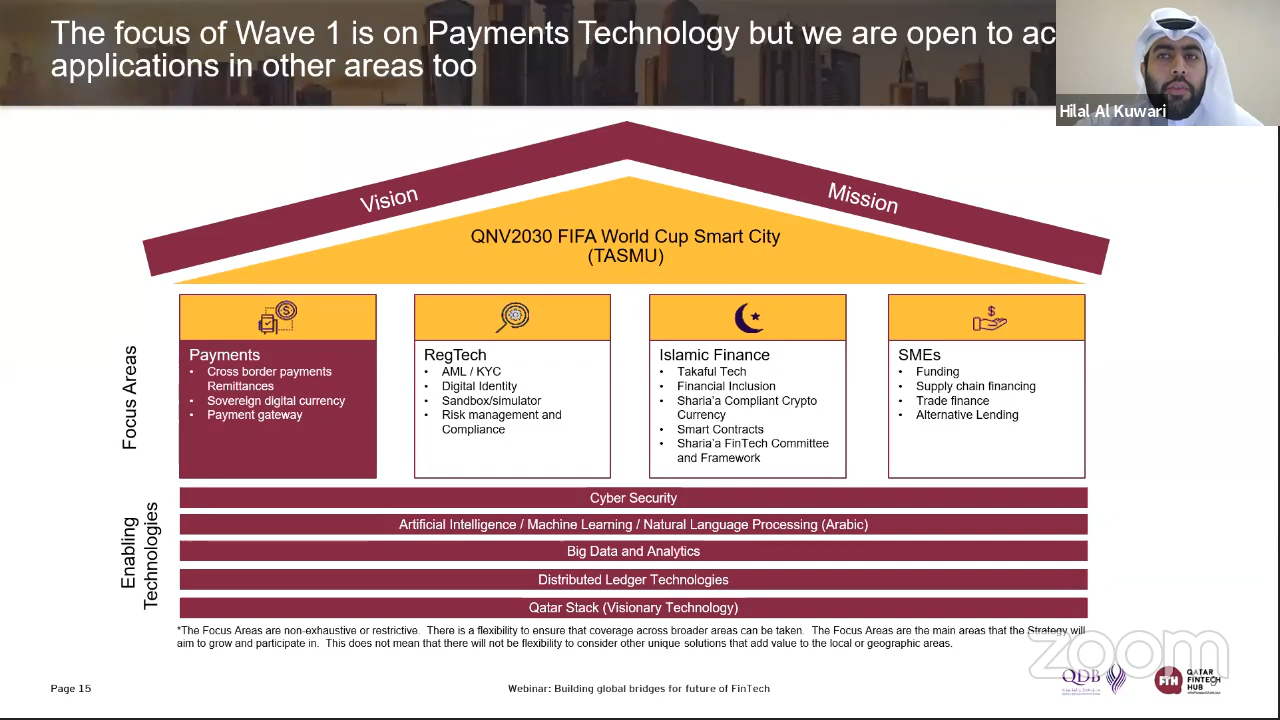 The focus of Wave 1 is on Payments Technology but we are open to ac
applications in other areas too
Hilal Al Kuwari
Vision
Mission
QNV2030 FIFA World Cup Smart City
(TASMU)
Focus Areas
Payments
• Cross border payments
Remittances
• Sovereign digital currency
• Payment gateway
RegTech
• AML / KYC
• Digital Identity
• Sandbox/simulator
• Risk management and
Compliance
Islamic Finance
• Takaful Tech
• Financial Inclusion
• Sharia'a Compliant Crypto
Currency
• Smart Contracts
• Sharia'a FinTech Committee
and Framework
SMEs
• Funding
• Supply chain financing
• Trade finance
• Alternative Lending
Enabling
Technologies
Cyber Security
Artificial Intelligence / Machine Learning / Natural Language Processing (Arabic)
Big Data and Analytics
Distributed Ledger Technologies
Qatar Stack (Visionary Technology)
*The Focus Areas are non-exhaustive or restrictive. There is a flexibility to ensure that coverage across broader areas can be taken. The Focus Areas are the main areas that the Strategy will
aim to grow and participate in. This does not mean that there will not be flexibility to consider other unique solutions that add value to the local or geographic areas.
zoom
Page 15
Webinar: Building global bridges for future of FinTech
QDB
FTH
QATAR
FINTECH
HUB